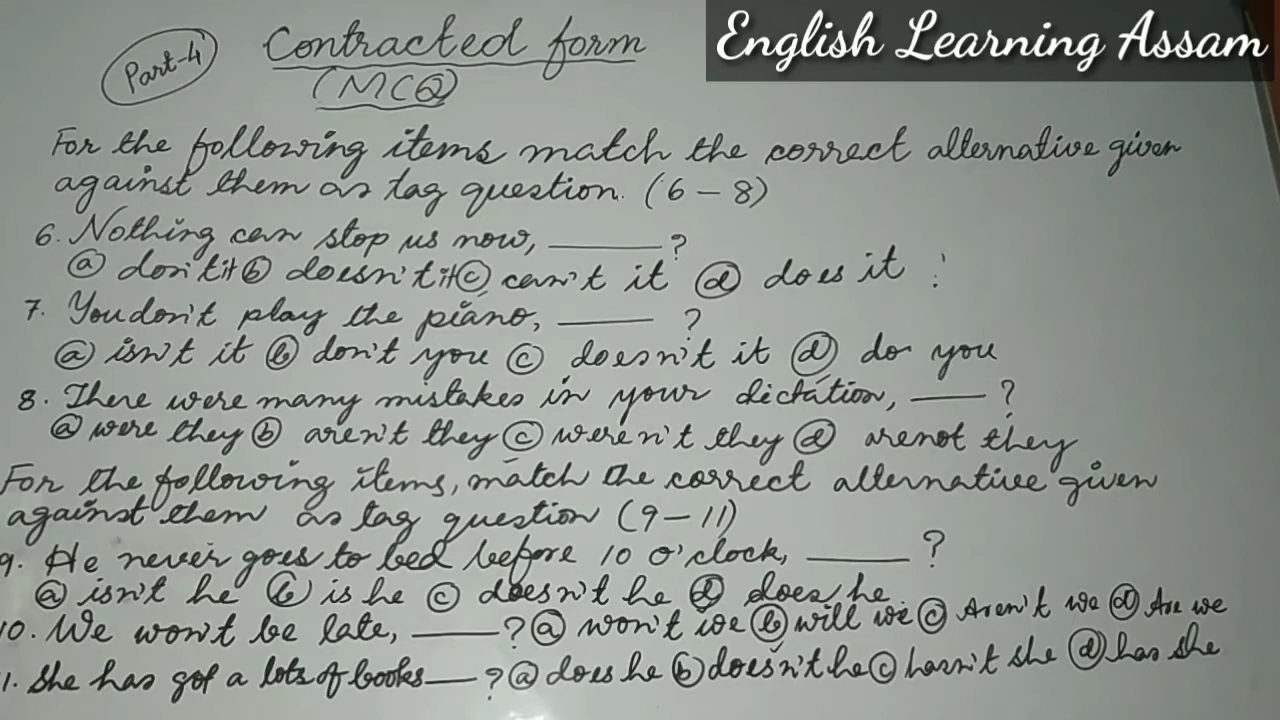 English Learning Assam
Part-4
Contracted form
(MCQ)
For the following items match the correct alternative given
against them as tag question. (6-8)
6. Nothing can stop us now, ______?
ⓐ don't it ⓑ doesn't it ⓒ can't it ⓓ does it
7. You don't play the piano, ______ ?
ⓐ isn't it ⓑ don't you ⓒ doesn't it ⓓ do you
8. There were many mistakes in your dictation, ____ ?
ⓐ were they ⓑ aren't they ⓒ weren't they ⓓ arenot they
For the following items, match the correct alternative given
against them as tag question (9-11)
9. He never goes to bed before 10 o'clock, ______ ?
ⓐ isn't he ⓑ is he ⓒ doesn't he ⓓ does he
10. We won't be late, _____? ⓐ won't we ⓑ will we ⓒ Aren't we ⓓ Are we
1. She has got a lots of books ___ ? ⓐ does he ⓑ doesn't he ⓒ hasn't she ⓓ has she